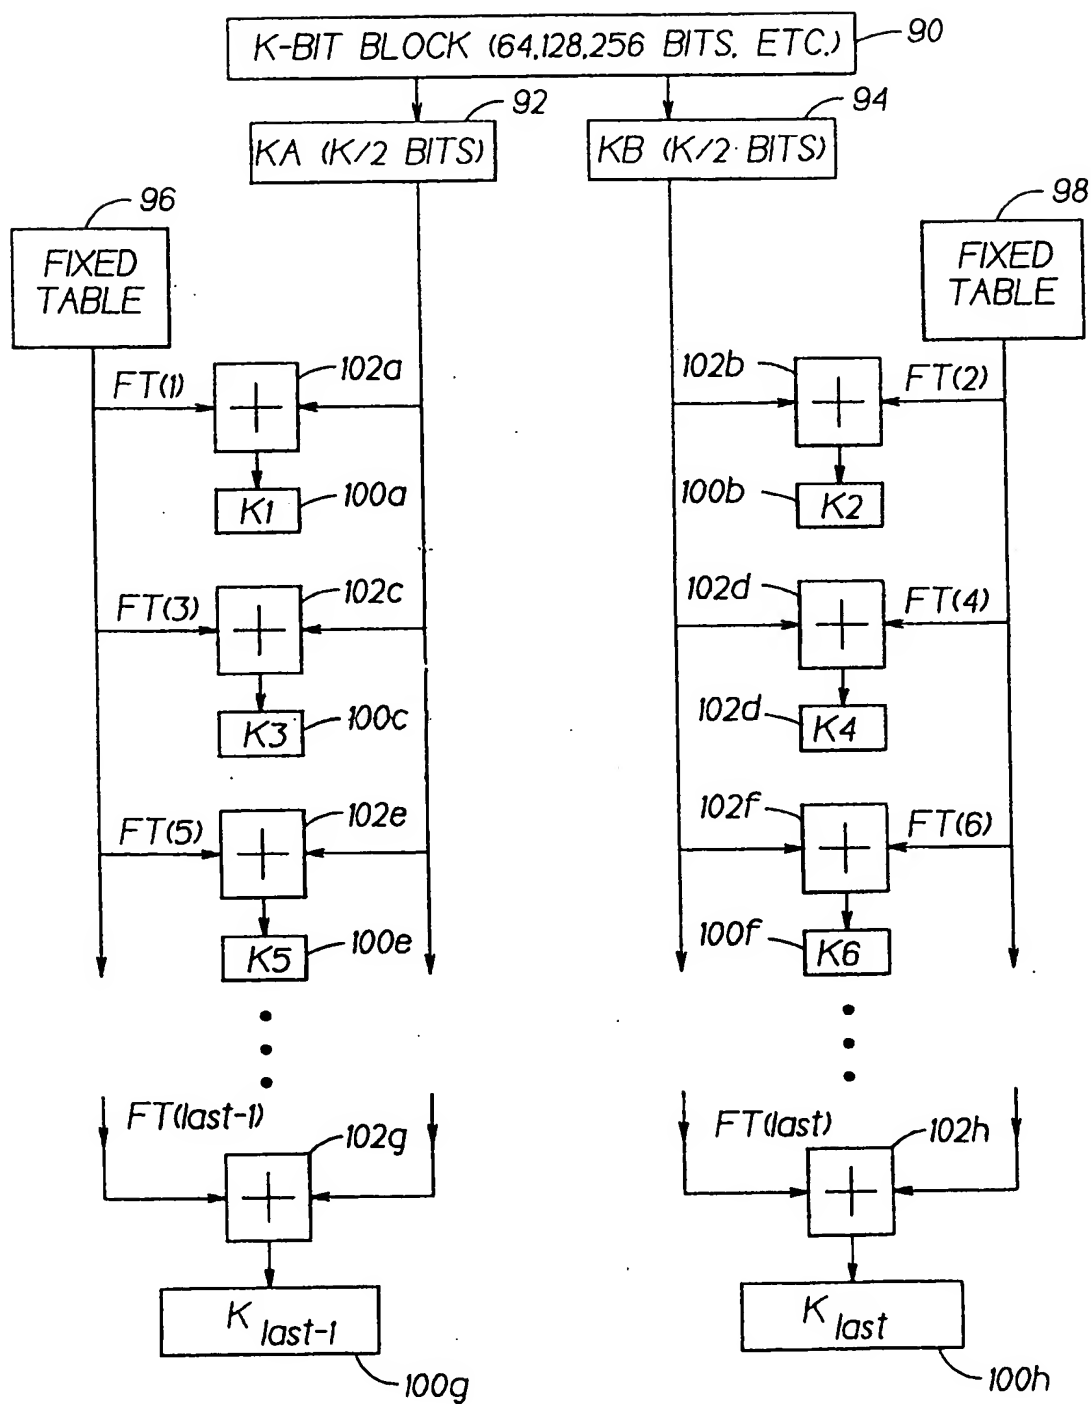 K-BIT BLOCK (64,128,256 BITS, ETC.)
90
92
94
KA (K/2 BITS)
KB (K/2 BITS)
96
98
FIXED
TABLE
FIXED
TABLE
FT(1)
102a
102b
FT(2)
K1
100a
100b
K2
FT(3)
102c
102d
FT(4)
K3
100c
102d
K4
FT(5)
102e
102f
FT(6)
K5
100e
100f
K6
FT(last-1)
102g
FT(last)
102h
K last-1
K last
100g
100h